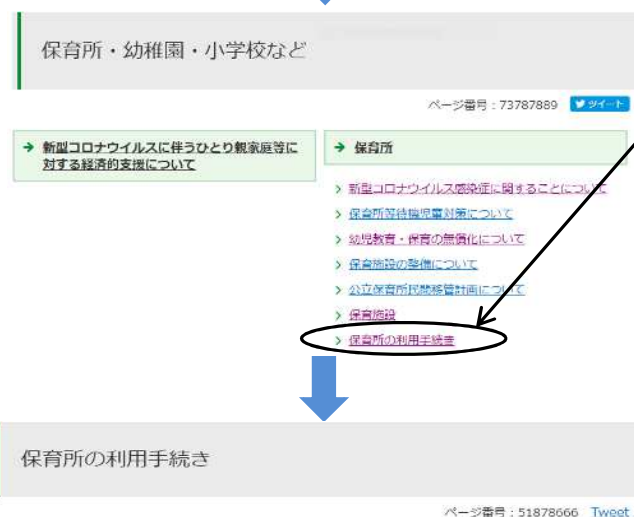 保育所・幼稚園・小学校など
ページ番号：73787889 ツイート
新型コロナウイルスに伴うひとり親家庭等に
対する経済的支援について
保育所
新型コロナウイルス感染症に関することについて
保育所等待機児童対策について
幼児教育・保育の無償化について
保育施設の整備について
公立保育所民間移管計画について
保育施設
保育所の利用手続き
保育所の利用手続き
ページ番号：51878666 Tweet